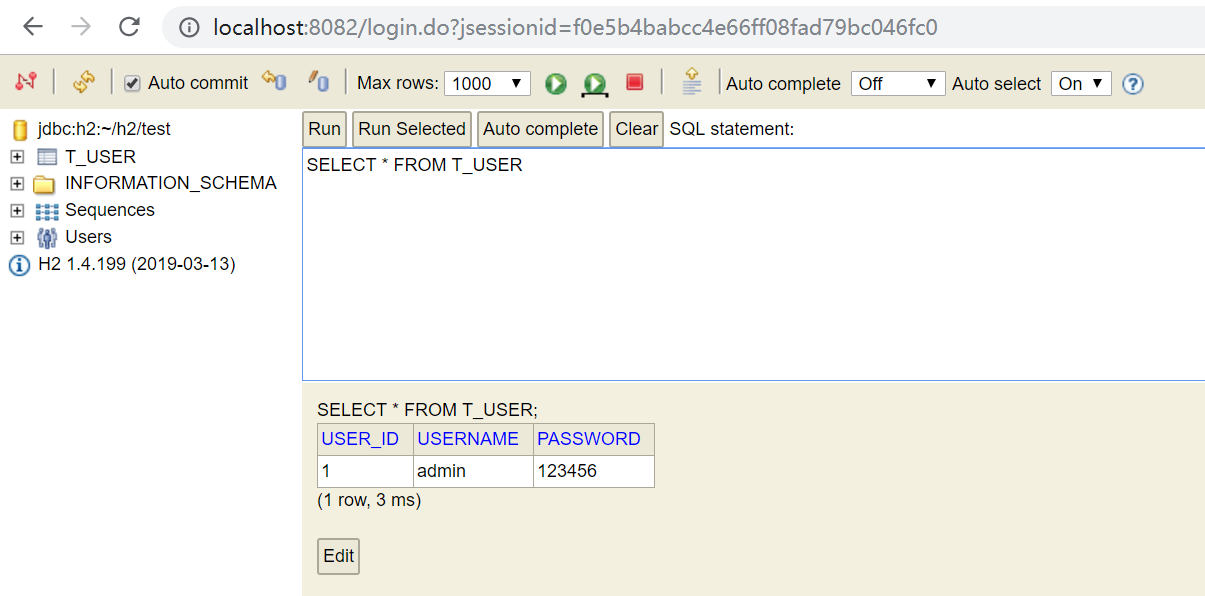 localhost:8082/login.do?jsessionid=f0e5b4babcc4e66ff08fad79bc046fc0
Auto commit Max rows: 1000 Auto complete Off Auto select On
jdbc:h2:~/h2/test
T_USER
INFORMATION_SCHEMA
Sequences
Users
H2 1.4.199 (2019-03-13)
Run Run Selected Auto complete Clear SQL statement:
SELECT * FROM T_USER
SELECT * FROM T_USER;
USER_ID USERNAME PASSWORD
1 admin 123456
(1 row, 3 ms)
Edit